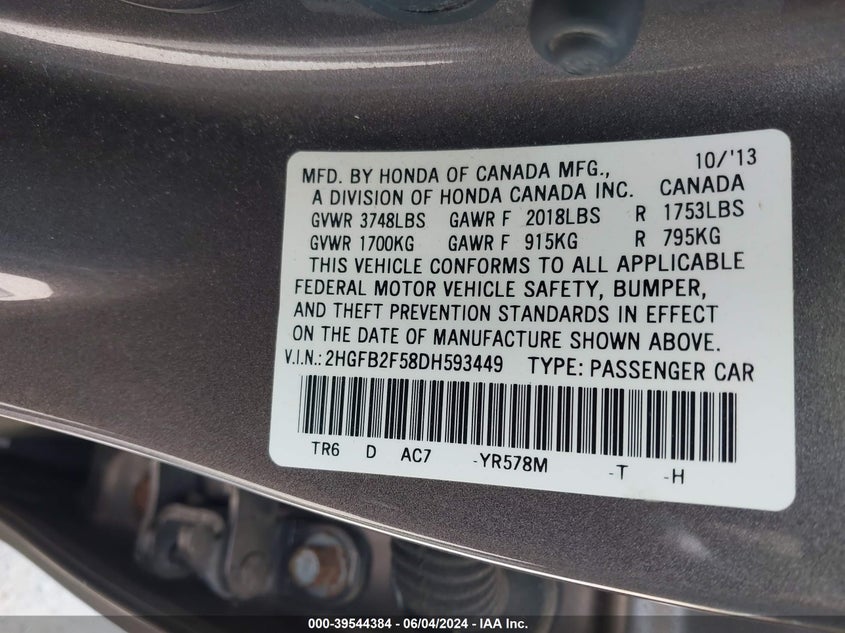 MFD. BY HONDA OF CANADA MFG., 10/'13
A DIVISION OF HONDA CANADA INC. CANADA
GVWR 3748LBS GAWR F 2018LBS R 1753LBS
GVWR 1700KG GAWR F 915KG R 795KG
THIS VEHICLE CONFORMS TO ALL APPLICABLE
FEDERAL MOTOR VEHICLE SAFETY, BUMPER,
AND THEFT PREVENTION STANDARDS IN EFFECT
ON THE DATE OF MANUFACTURE SHOWN ABOVE.
V.I.N.: 2HGFB2F58DH593449 TYPE: PASSENGER CAR
TR6 D AC7 -YR578M -T -H
000-39544384 - 06/04/2024 - IAA Inc.